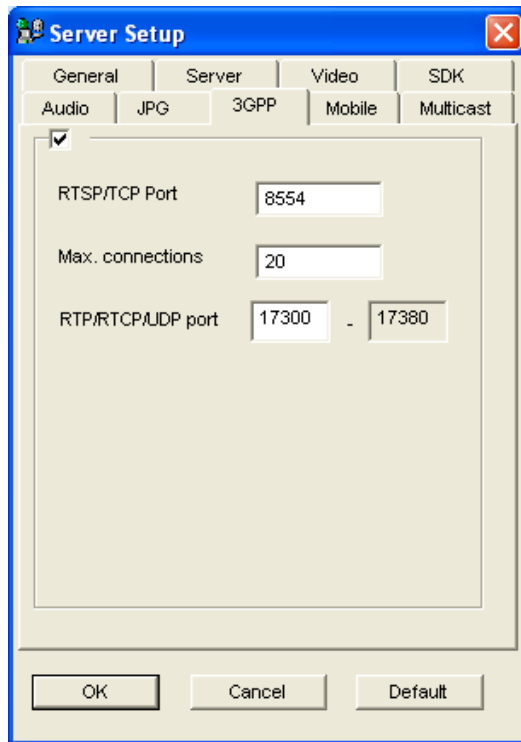 Server Setup
General Server Video SDK
Audio JPG 3GPP Mobile Multicast
RTSP/TCP Port 8554
Max. connections 20
RTP/RTCP/UDP port 17300 - 17380
OK Cancel Default